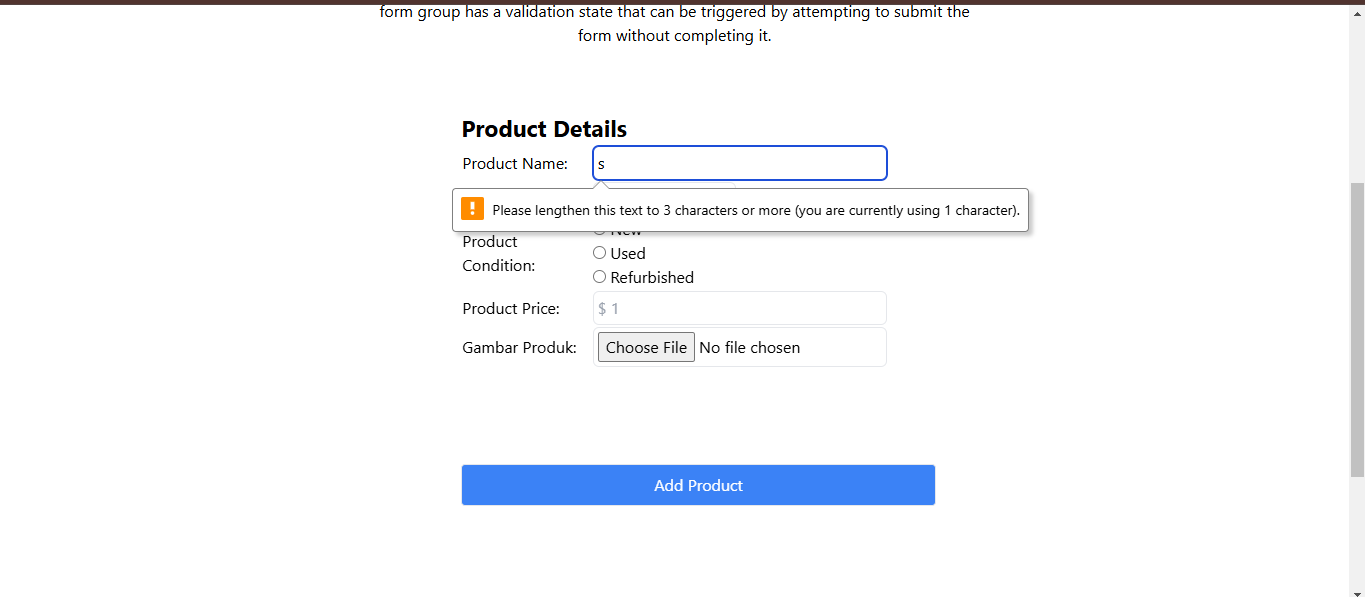 form group has a validation state that can be triggered by attempting to submit the
form without completing it.
Product Details
Product Name:
s
! Please lengthen this text to 3 characters or more (you are currently using 1 character).
New
Product
Condition:
Used
Refurbished
Product Price:
$ 1
Gambar Produk:
Choose File No file chosen
Add Product